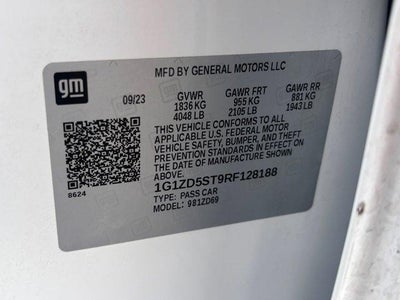 gm
MFD BY GENERAL MOTORS LLC
09/23 GVWR GAWR FRT GAWR RR
1836 KG 955 KG 881 KG
4048 LB 2105 LB 1943 LB
THIS VEHICLE CONFORMS TO ALL
APPLICABLE U.S. FEDERAL MOTOR
VEHICLE SAFETY, BUMPER, AND THEFT
PREVENTION STANDARDS IN EFFECT ON
THE DATE OF MANUFACTURE SHOWN
ABOVE.
8624
1G1ZD5ST9RF128188
TYPE: PASS CAR
MODEL: 981ZD69